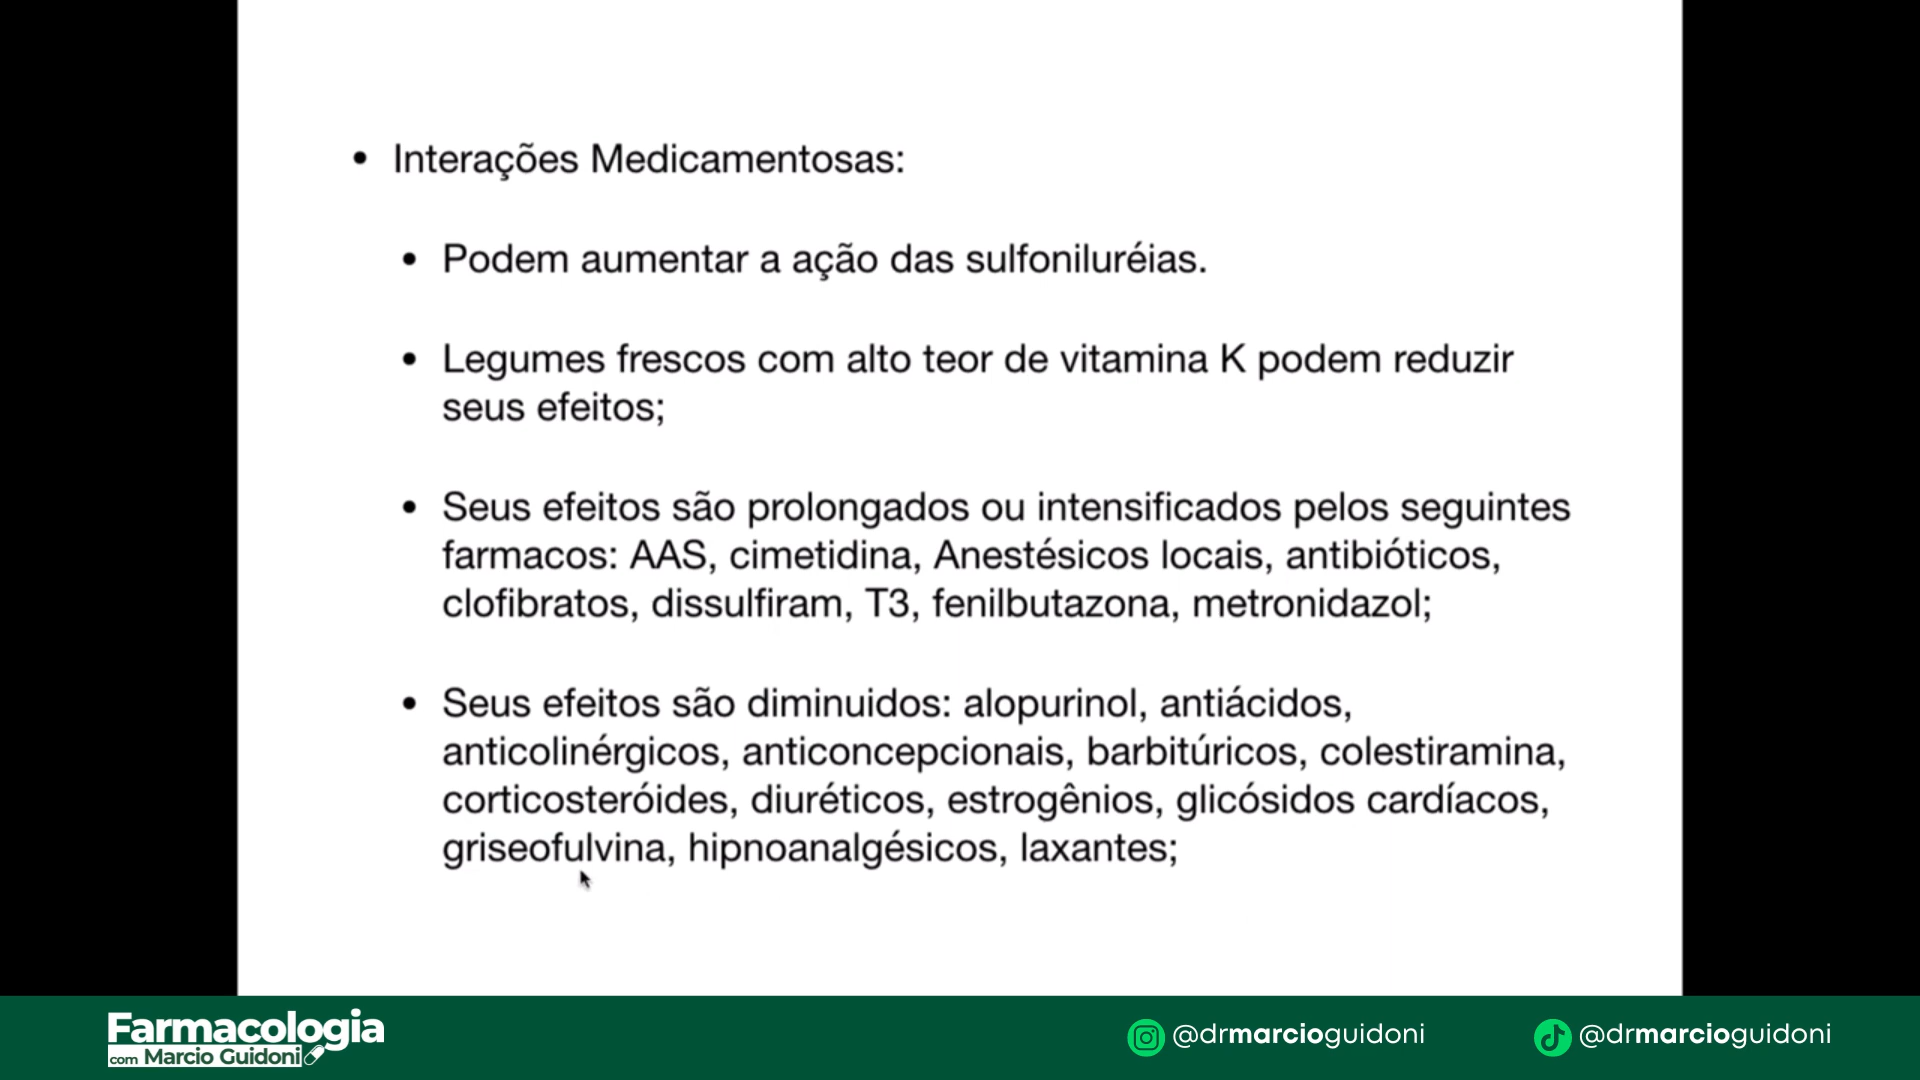 • Interações Medicamentosas:
• Podem aumentar a ação das sulfoniluréias.
• Legumes frescos com alto teor de vitamina K podem reduzir
seus efeitos;
• Seus efeitos são prolongados ou intensificados pelos seguintes
farmacos: AAS, cimetidina, Anestésicos locais, antibióticos,
clofibratos, dissulfiram, T3, fenilbutazona, metronidazol;
• Seus efeitos são diminuidos: alopurinol, antiácidos,
anticolinérgicos, anticoncepcionais, barbitúricos, colestiramina,
corticosteróides, diuréticos, estrogênios, glicósidos cardíacos,
griseofulvina, hipnoanalgésicos, laxantes;
Farmacologia
com Marcio Guidoni
@drmarcioguidoni
@drmarcioguidoni